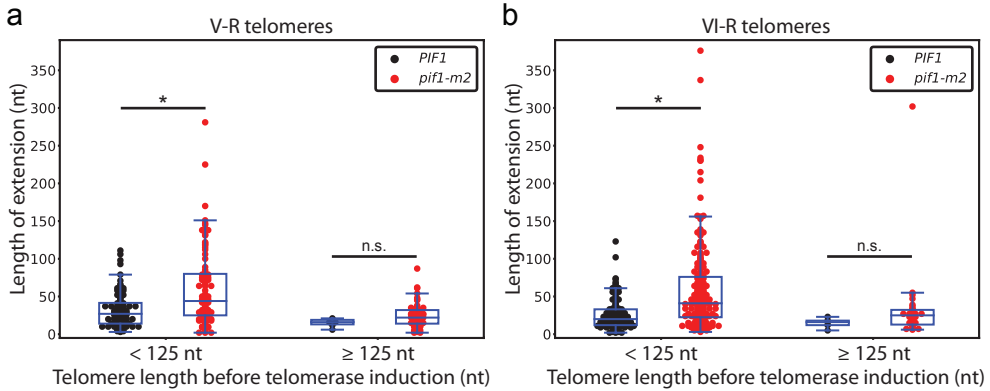 a
V-R telomeres
Length of extension (nt)
350
300
250
200
150
100
50
0
PIF1
pif1-m2
*
n.s.
< 125 nt
≥ 125 nt
Telomere length before telomerase induction (nt)
b
VI-R telomeres
Length of extension (nt)
350
300
250
200
150
100
50
0
PIF1
pif1-m2
*
n.s.
< 125 nt
≥ 125 nt
Telomere length before telomerase induction (nt)